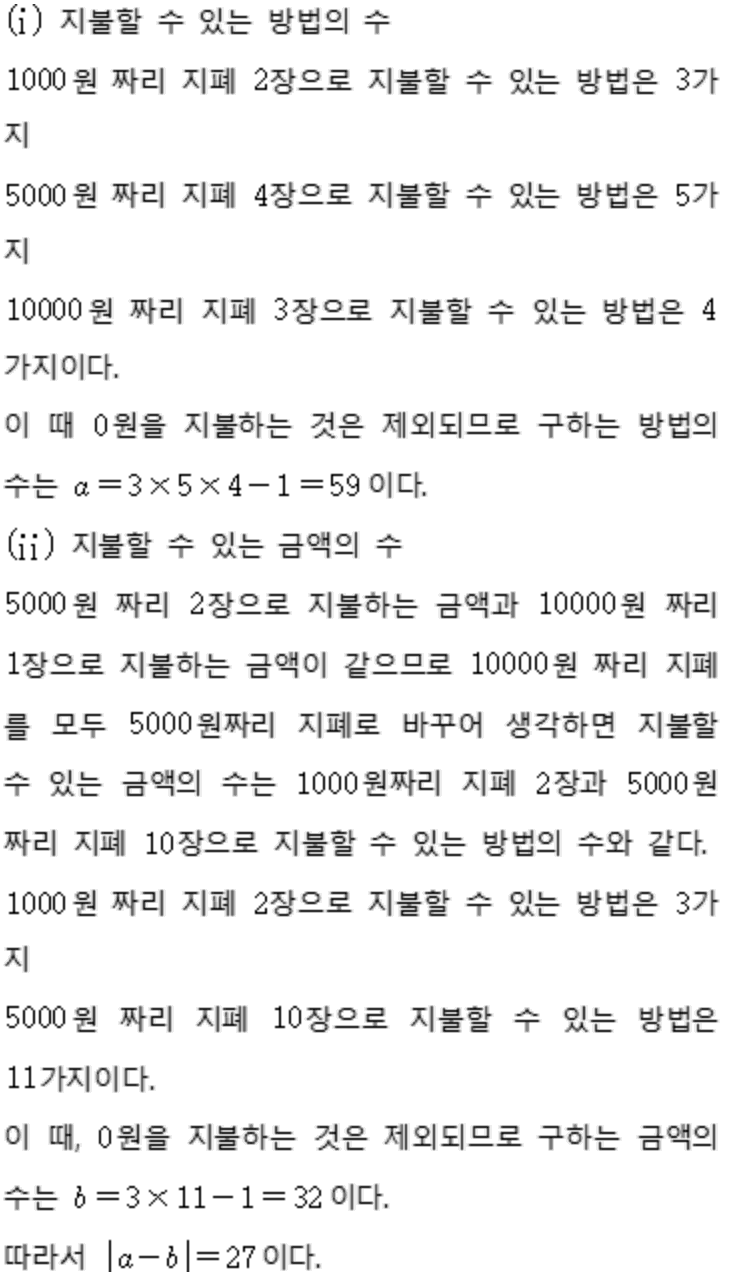 (i) 지불할 수 있는 방법의 수
1000원 짜리 지폐 2장으로 지불할 수 있는 방법은 3가
지
5000원 짜리 지폐 4장으로 지불할 수 있는 방법은 5가
지
10000원 짜리 지폐 3장으로 지불할 수 있는 방법은 4
가지이다.
이 때 0원을 지불하는 것은 제외되므로 구하는 방법의
수는 a=3×5×4-1=59이다.
(ii) 지불할 수 있는 금액의 수
5000원 짜리 2장으로 지불하는 금액과 10000원 짜리
1장으로 지불하는 금액이 같으므로 10000원 짜리 지폐
를 모두 5000원짜리 지폐로 바꾸어 생각하면 지불할
수 있는 금액의 수는 1000원짜리 지폐 2장과 5000원
짜리 지폐 10장으로 지불할 수 있는 방법의 수와 같다.
1000원 짜리 지폐 2장으로 지불할 수 있는 방법은 3가
지
5000원 짜리 지폐 10장으로 지불할 수 있는 방법은
11가지이다.
이 때, 0원을 지불하는 것은 제외되므로 구하는 금액의
수는 b=3×11-1=32이다.
따라서 |a-b|=27이다.